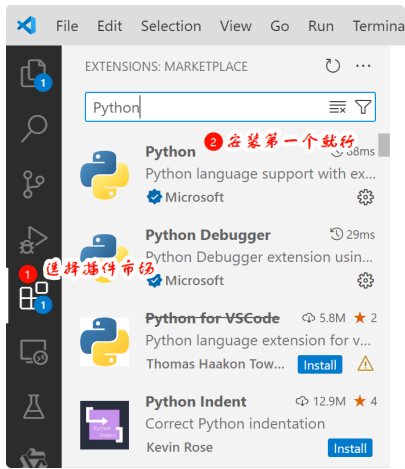 File Edit Selection View Go Run Termina
EXTENSIONS: MARKETPLACE
1
Python
Python 88ms
2 安装第一个就行
Python language support with ex...
Microsoft
Python Debugger 29ms
Python Debugger extension usin...
Microsoft
1 选择插件市场
1
Python for VSCode 5.8M 2
Python language extension for v...
Thomas Haakon Tow... Install
Python Indent 12.9M 4
Correct Python indentation
Kevin Rose Install